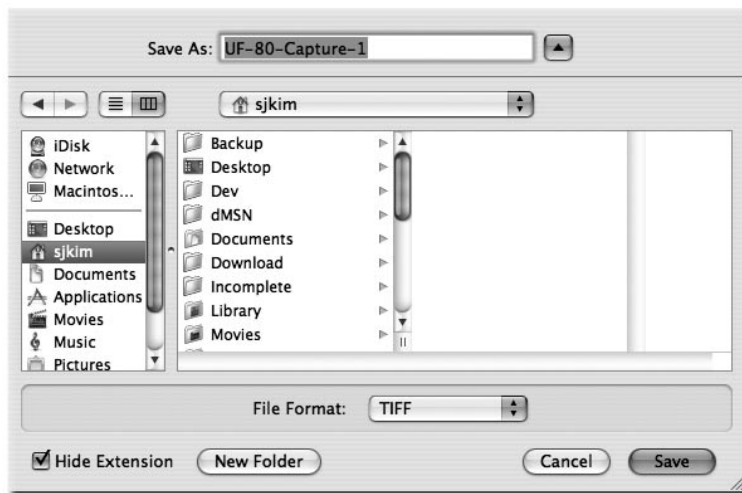 Save As: UF-80-Capture-1
sjkim
iDisk
Network
Macintos...
Desktop
sjkim
Documents
Applications
Movies
Music
Pictures
Backup
Desktop
Dev
dMSN
Documents
Download
Incomplete
Library
Movies
File Format: TIFF
Hide Extension
New Folder
Cancel
Save